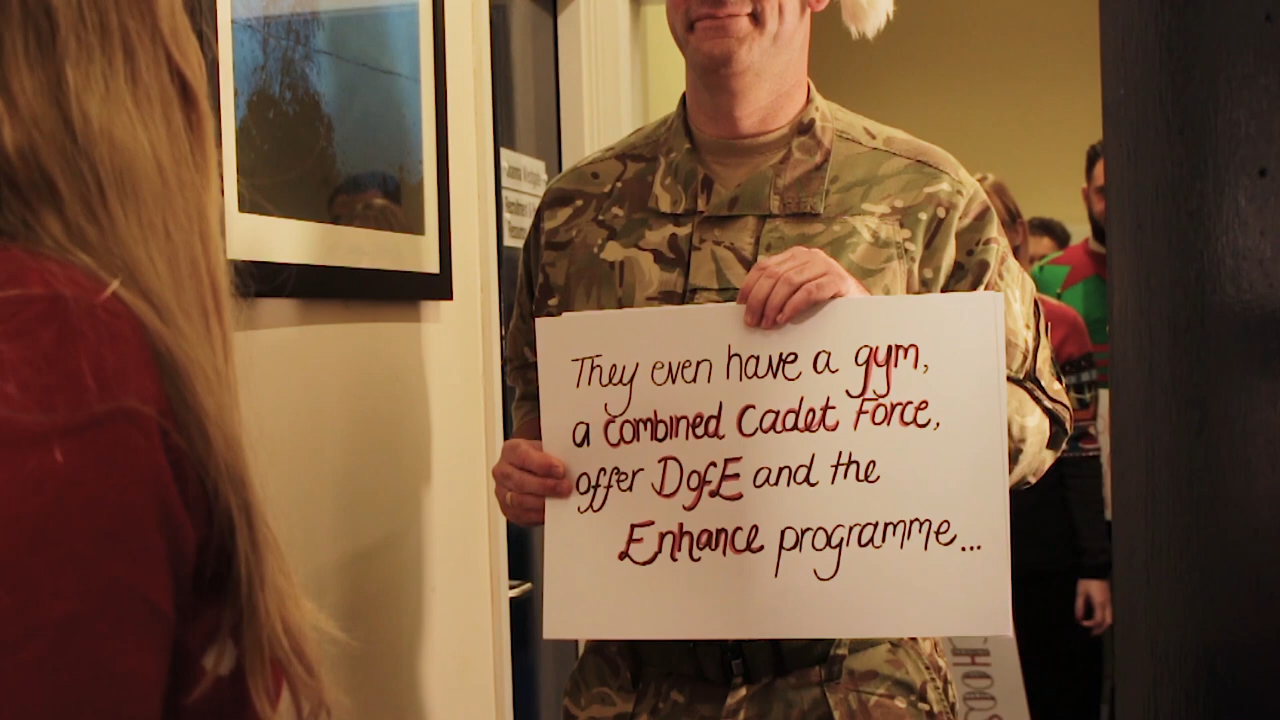 They even have a gym,
a combined Cadet Force,
offer DofE and the
Enhance programme...